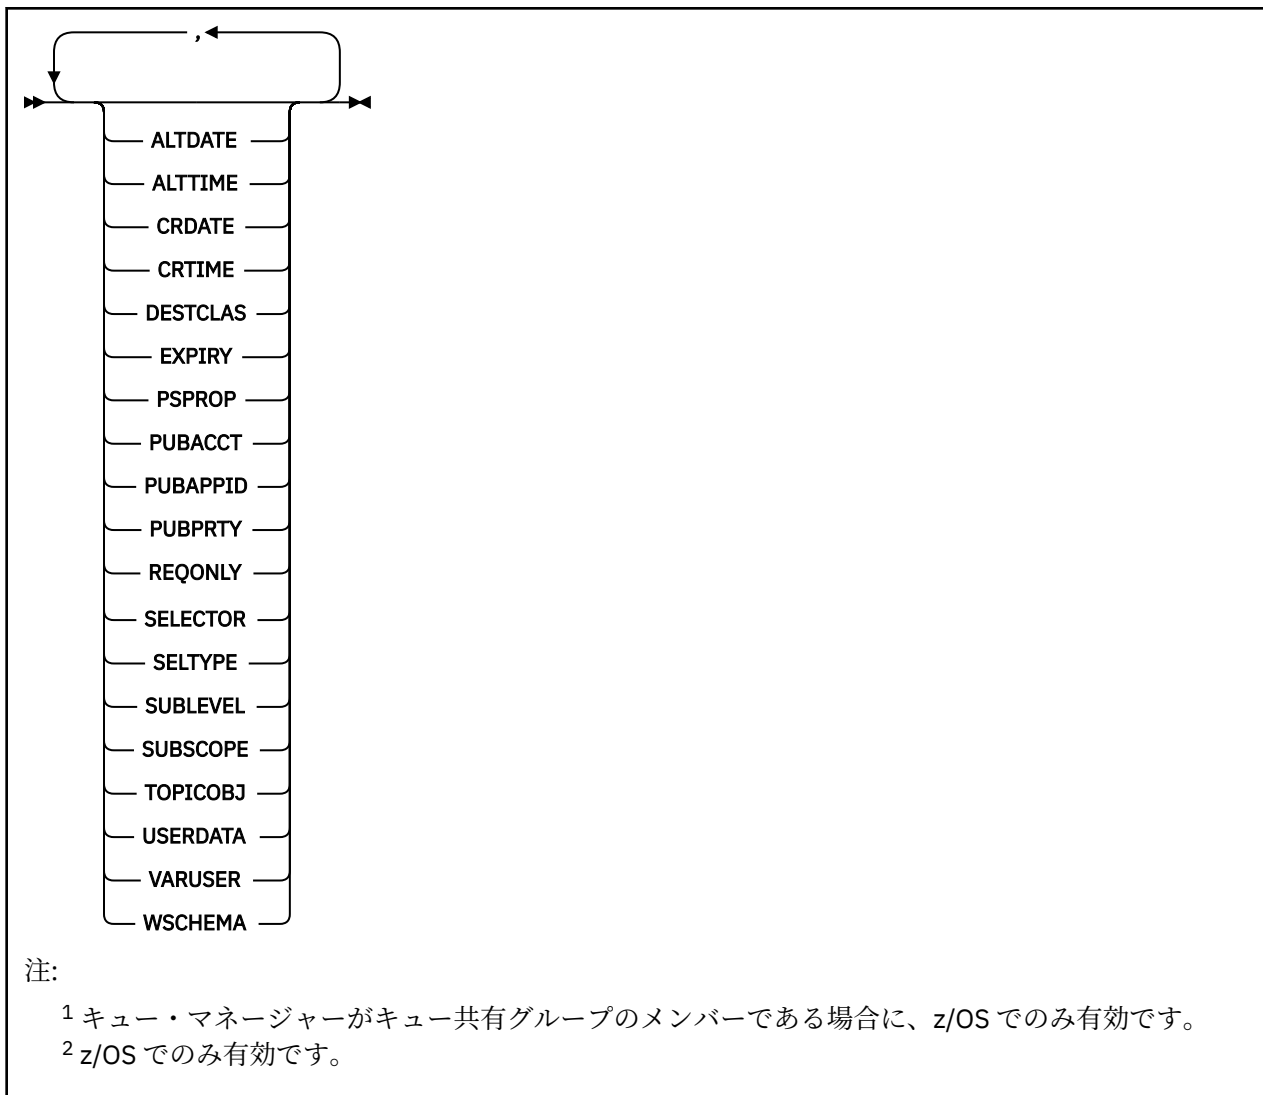 ,
ALTDATE
ALTTIME
CRDATE
CRTIME
DESTCLAS
EXPIRY
PSPROP
PUBACCT
PUBAPPID
PUBPRTY
REQONLY
SELECTOR
SELTYPE
SUBLEVEL
SUBSCOPE
TOPICOBJ
USERDATA
VARUSER
WSCHEMA
注:
1 キュー・マネージャーがキュー共有グループのメンバーである場合に、z/OS でのみ有効です。
2 z/OS でのみ有効です。